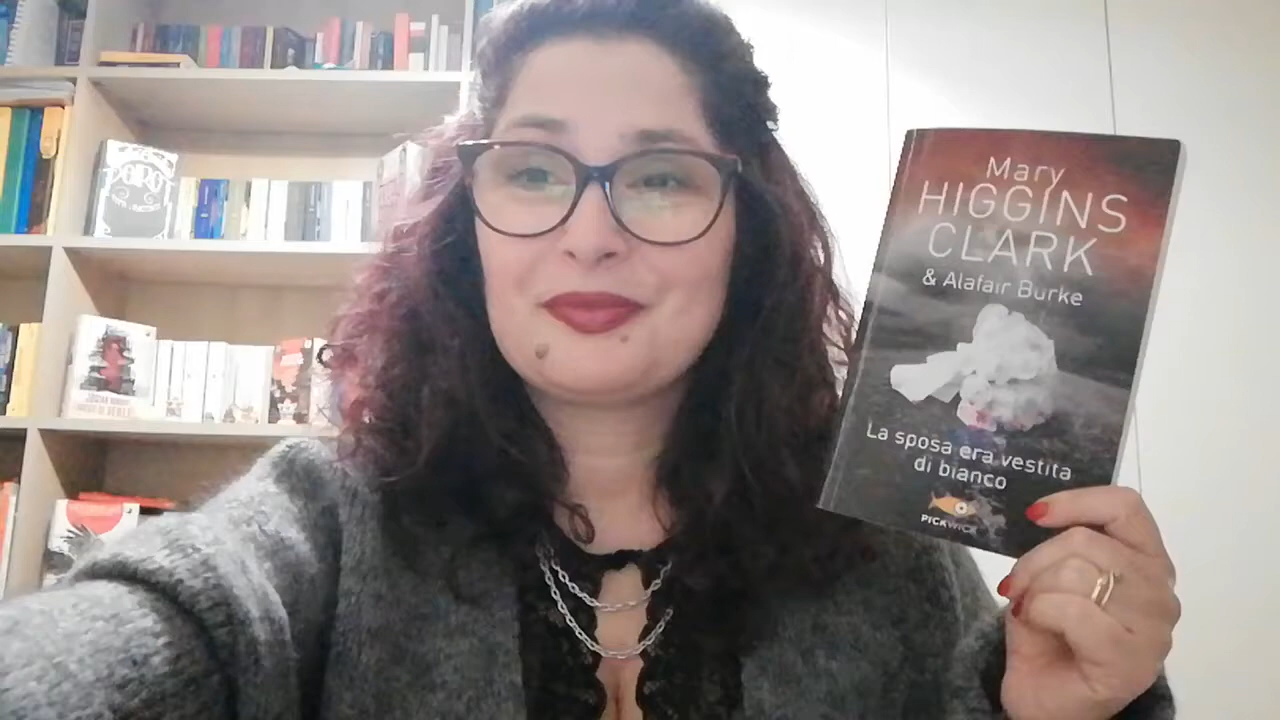 Mary
HIGGINS
CLARK
& Alafair Burke
La sposa era vestita
di bianco
PICKWICK